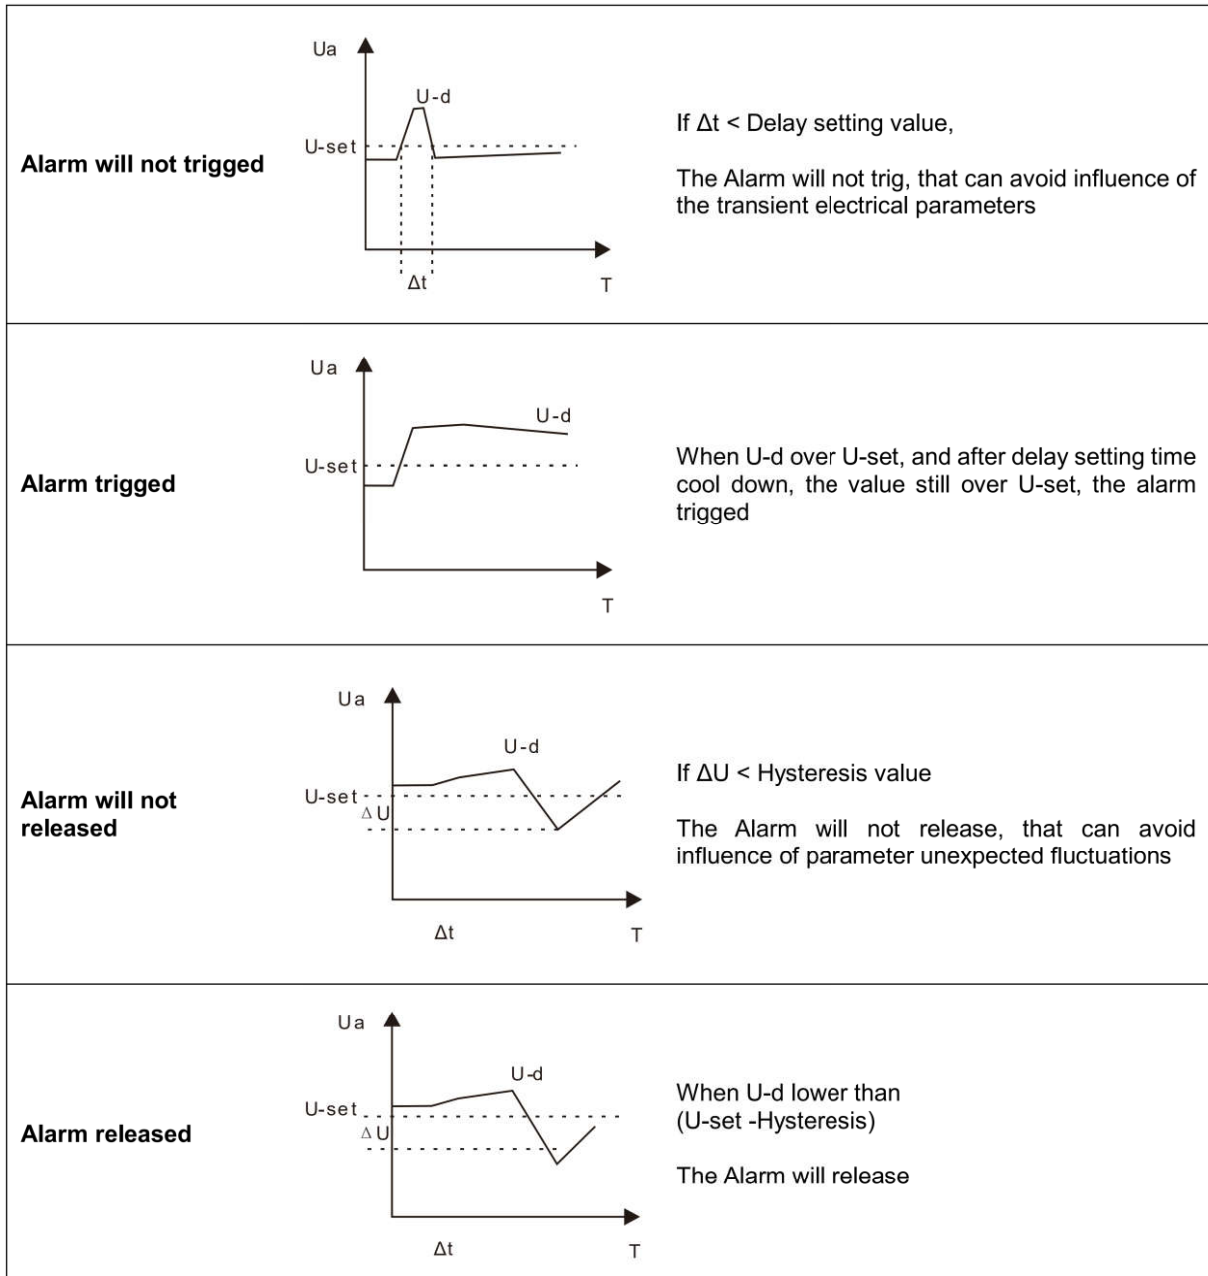 Ua
U-d
U-set
Δt
T
Alarm will not trigged
If Δt < Delay setting value,
The Alarm will not trig, that can avoid influence of
the transient electrical parameters
Ua
U-d
U-set
T
Alarm trigged
When U-d over U-set, and after delay setting time
cool down, the value still over U-set, the alarm
trigged
Ua
U-d
U-set
Δ U
Δt
T
Alarm will not
released
If ΔU < Hysteresis value
The Alarm will not release, that can avoid
influence of parameter unexpected fluctuations
Ua
U-d
U-set
Δ U
Δt
T
Alarm released
When U-d lower than
(U-set -Hysteresis)
The Alarm will release